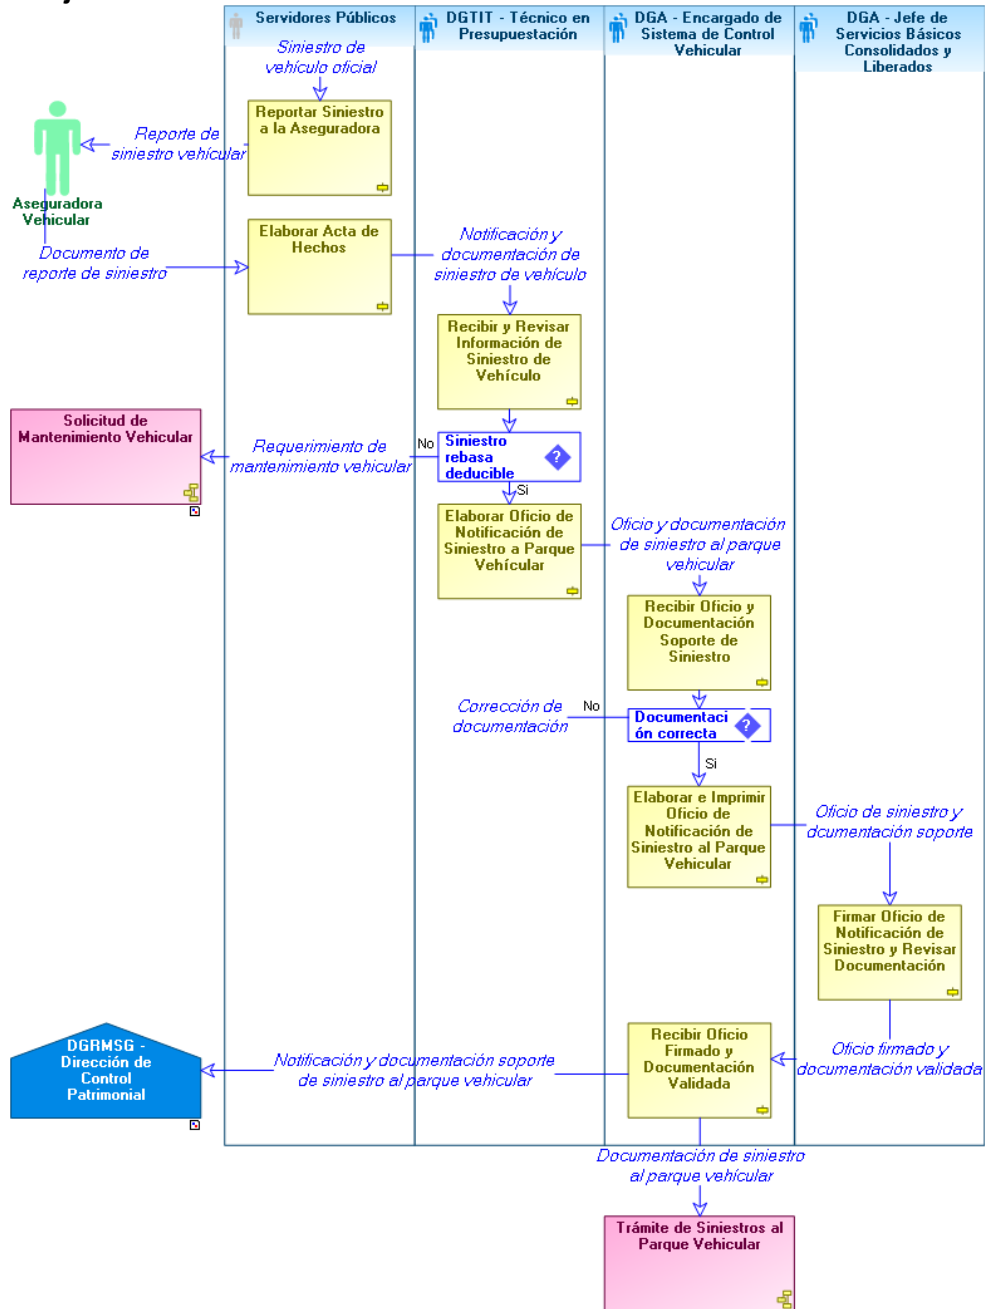 Servidores Públicos
DGTIT - Técnico en
Presupuestación
DGA - Encargado de
Sistema de Control
Vehicular
DGA - Jefe de
Servicios Básicos
Consolidados y
Liberados
Siniestro de
vehículo oficial
Reportar Siniestro
a la Aseguradora
Reporte de
siniestro vehícular
Aseguradora
Vehicular
Elaborar Acta de
Hechos
Documento de
reporte de siniestro
Notificación y
documentación de
siniestro de vehículo
Recibir y Revisar
Información de
Siniestro de
Vehículo
Solicitud de
Mantenimiento Vehicular
Requerimiento de
mantenimiento vehicular
No
Siniestro
rebasa
deducible
?
Si
Elaborar Oficio de
Notificación de
Siniestro a Parque
Vehícular
Oficio y documentación
de siniestro al parque
vehicular
Recibir Oficio y
Documentación
Soporte de
Siniestro
Corrección de
documentación
No
Documentaci
ón correcta
?
Si
Elaborar e Imprimir
Oficio de
Notificación de
Siniestro al Parque
Vehicular
Oficio de siniestro y
dcumentación soporte
Firmar Oficio de
Notificación de
Siniestro y Revisar
Documentación
Oficio firmado y
documentación validada
Recibir Oficio
Firmado y
Documentación
Validada
Notificación y documentación soporte
de siniestro al parque vehicular
DGRMSG -
Dirección de
Control
Patrimonial
Documentación de siniestro
al parque vehícular
Trámite de Siniestros al
Parque Vehicular